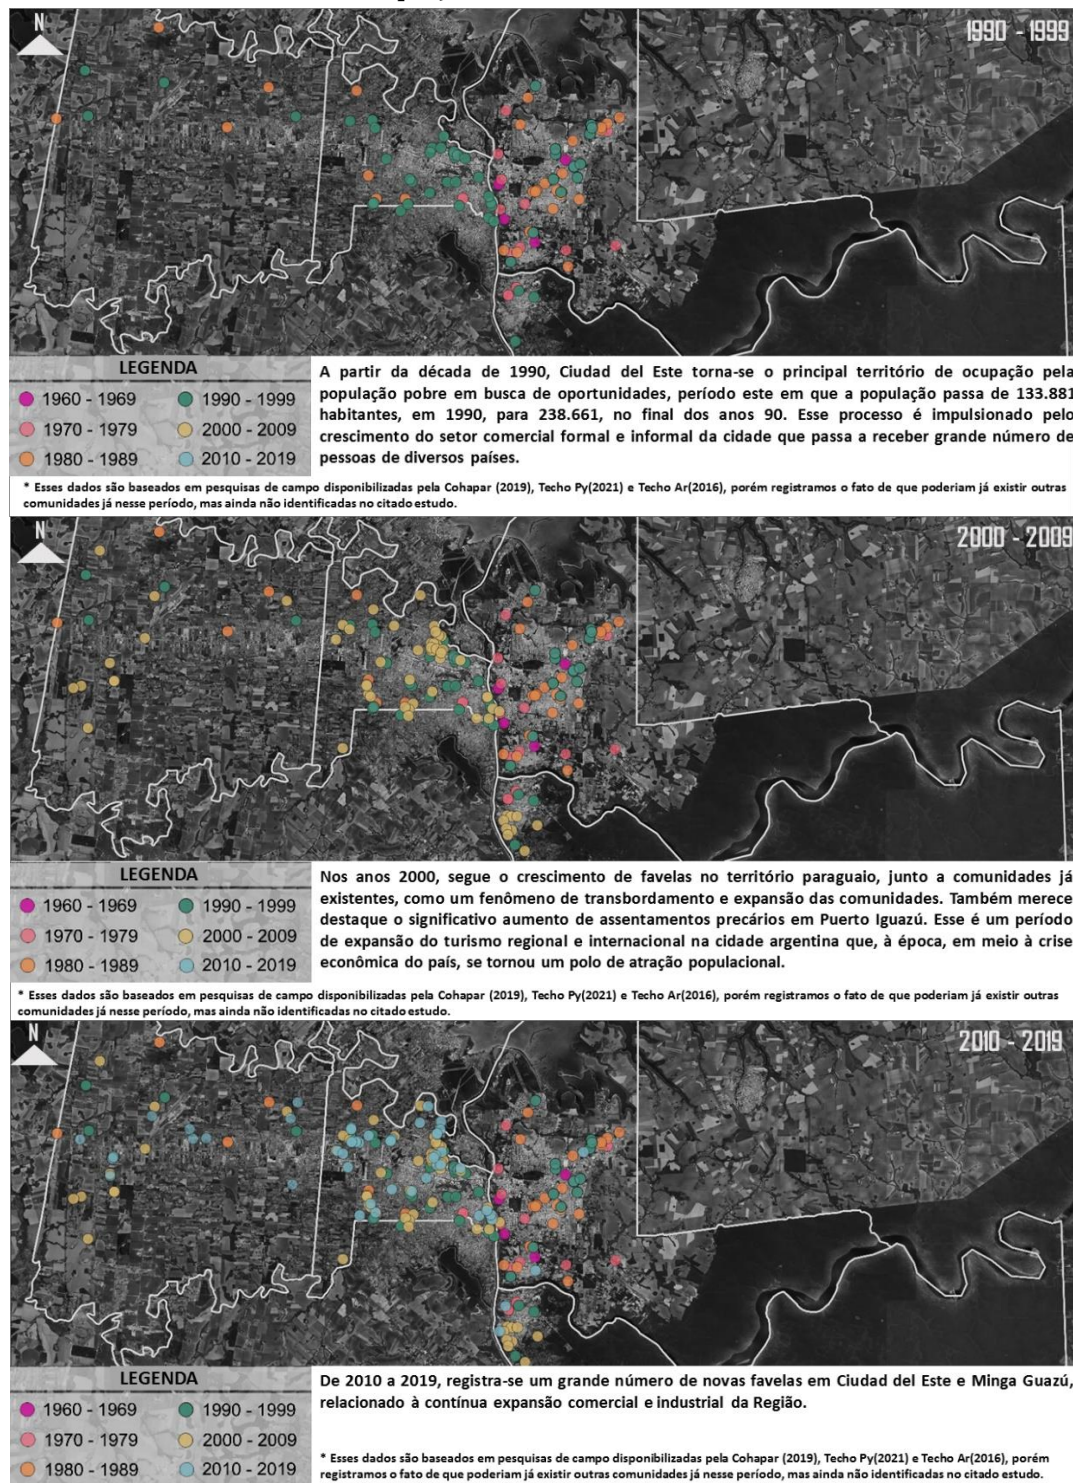 N
1990 - 1999
LEGENDA
1960 - 1969
1990 - 1999
1970 - 1979
2000 - 2009
1980 - 1989
2010 - 2019
A partir da década de 1990, Ciudad del Este torna-se o principal território de ocupação pela
população pobre em busca de oportunidades, período este em que a população passa de 133.881
habitantes, em 1990, para 238.661, no final dos anos 90. Esse processo é impulsionado pelo
crescimento do setor comercial formal e informal da cidade que passa a receber grande número de
pessoas de diversos países.
* Esses dados são baseados em pesquisas de campo disponibilizadas pela Cohapar (2019), Techo Py(2021) e Techo Ar(2016), porém registramos o fato de que poderiam já existir outras
comunidades já nesse período, mas ainda não identificadas no citado estudo.
N
2000 - 2009
LEGENDA
1960 - 1969
1990 - 1999
1970 - 1979
2000 - 2009
1980 - 1989
2010 - 2019
Nos anos 2000, segue o crescimento de favelas no território paraguaio, junto a comunidades já
existentes, como um fenômeno de transbordamento e expansão das comunidades. Também merece
destaque o significativo aumento de assentamentos precários em Puerto Iguazú. Esse é um período
de expansão do turismo regional e internacional na cidade argentina que, à época, em meio à crise
econômica do país, se tornou um polo de atração populacional.
* Esses dados são baseados em pesquisas de campo disponibilizadas pela Cohapar (2019), Techo Py(2021) e Techo Ar(2016), porém registramos o fato de que poderiam já existir outras
comunidades já nesse período, mas ainda não identificadas no citado estudo.
N
2010 - 2019
LEGENDA
1960 - 1969
1990 - 1999
1970 - 1979
2000 - 2009
1980 - 1989
2010 - 2019
De 2010 a 2019, registra-se um grande número de novas favelas em Ciudad del Este e Minga Guazú,
relacionado à contínua expansão comercial e industrial da Região.
* Esses dados são baseados em pesquisas de campo disponibilizadas pela Cohapar (2019), Techo Py(2021) e Techo Ar(2016), porém
registramos o fato de que poderiam já existir outras comunidades já nesse período, mas ainda não identificadas no citado estudo.